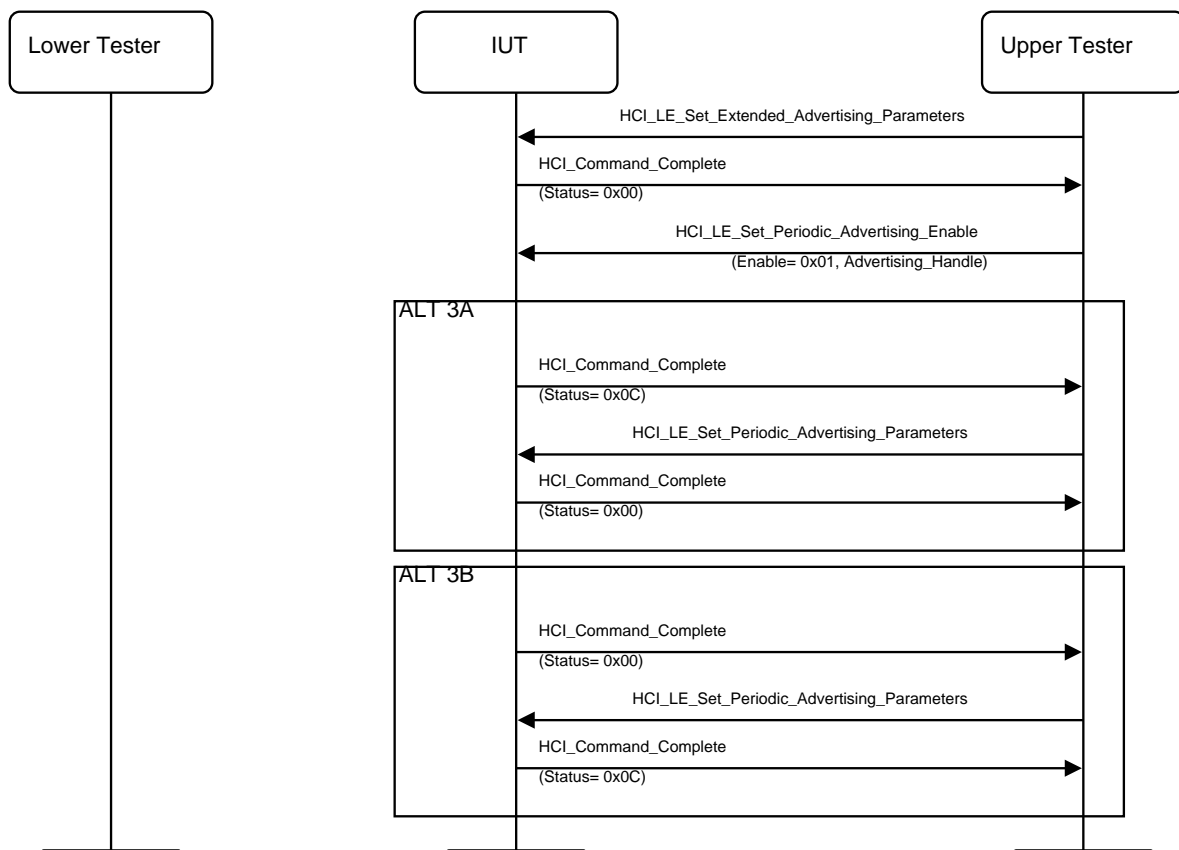 Lower Tester
IUT
Upper Tester
HCI_LE_Set_Extended_Advertising_Parameters
HCI_Command_Complete
(Status= 0x00)
HCI_LE_Set_Periodic_Advertising_Enable
(Enable= 0x01, Advertising_Handle)
ALT 3A
HCI_Command_Complete
(Status= 0x0C)
HCI_LE_Set_Periodic_Advertising_Parameters
HCI_Command_Complete
(Status= 0x00)
ALT 3B
HCI_Command_Complete
(Status= 0x00)
HCI_LE_Set_Periodic_Advertising_Parameters
HCI_Command_Complete
(Status= 0x0C)